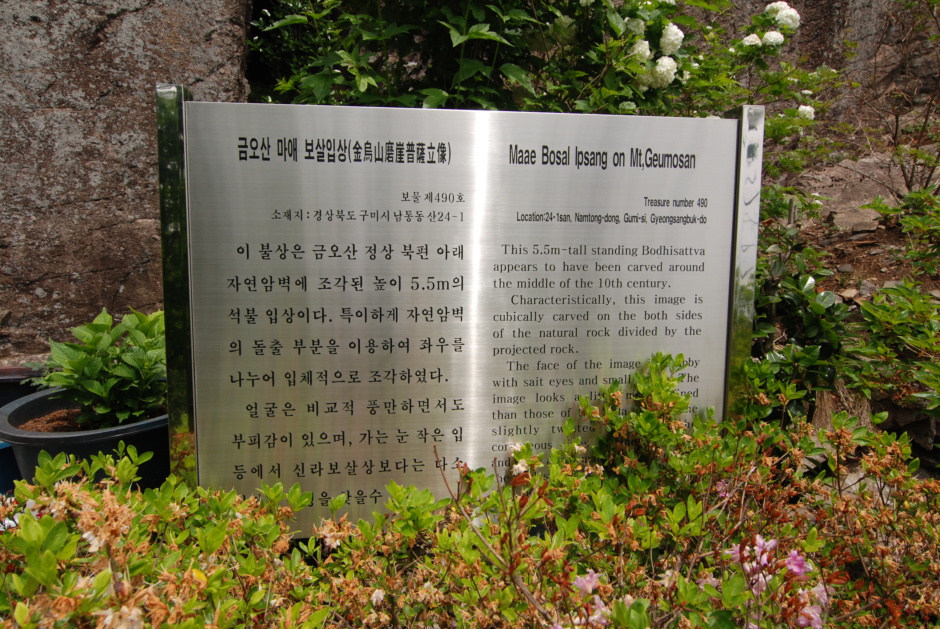 금오산 마애 보살입상(金烏山磨崖菩薩立像)
보물 제490호
소재지 : 경상북도 구미시 남통동 산24-1
이 불상은 금오산 정상 북편 아래
자연암벽에 조각된 높이 5.5m의
석불 입상이다. 특이하게 자연암벽
의 돌출 부분을 이용하여 좌우를
나누어 입체적으로 조각하였다.
얼굴은 비교적 풍만하면서도
부피감이 있으며, 가는 눈 작은 입
등에서 신라보살상보다는 다소
Maae Bosal Ipsang on Mt,Geumosan
Treasure number 490
Location:24-1san, Namtong-dong, Gumi-si, Gyeongsangbuk-do
This 5.5m-tall standing Bodhisattva
appears to have been carved around
the middle of the 10th century.
Characteristically, this image is
cubically carved on the both sides
of the natural rock divided by the
projected rock.
The face of the image
with sait eyes and The
image looks a
than those of
slightly